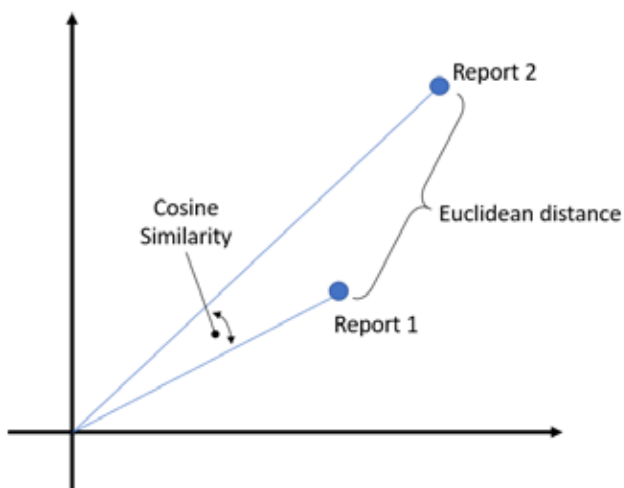 Report 2
Cosine
Similarity
Euclidean distance
Report 1